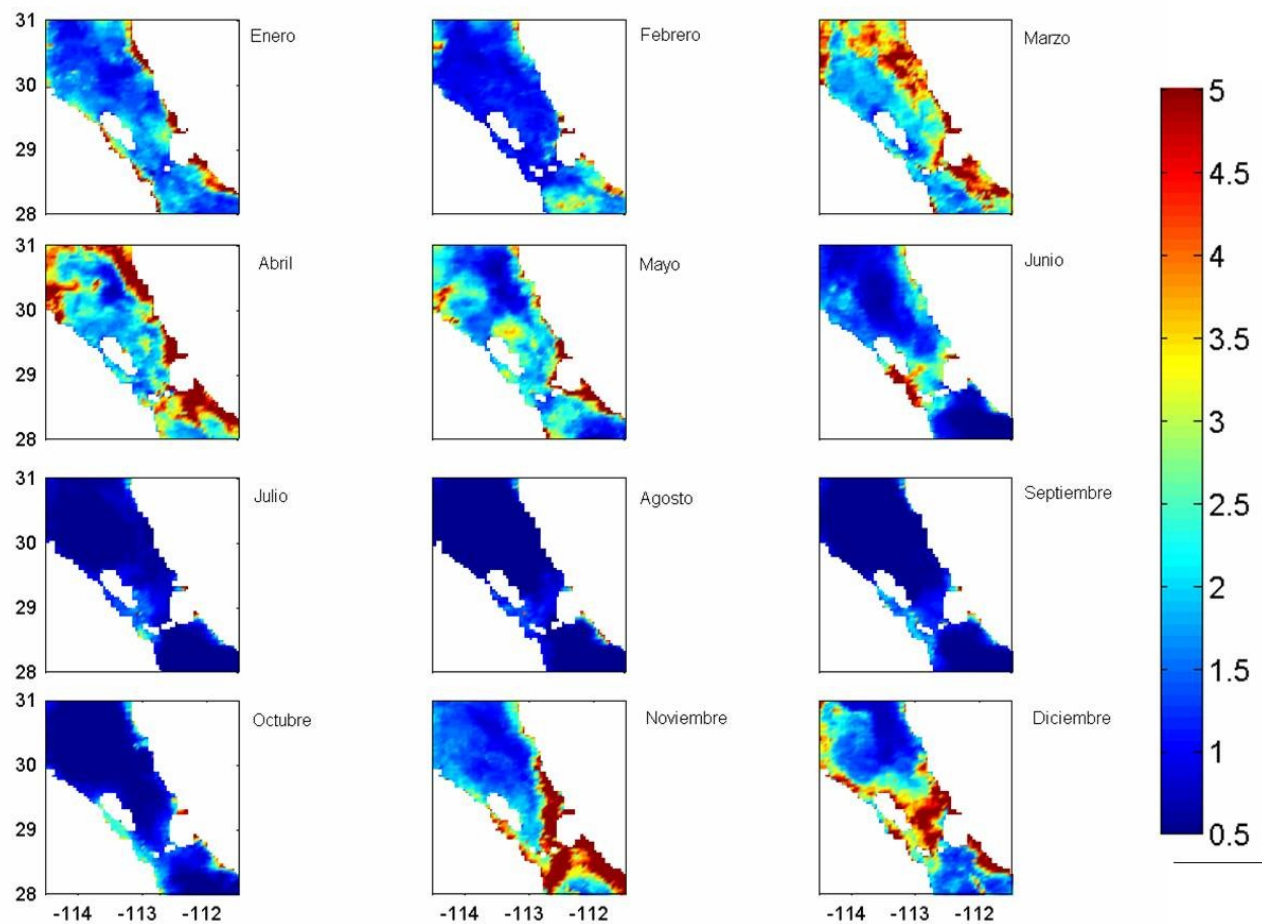 31
30
29
28
Enero
Febrero
Marzo
31
30
29
28
Abril
Mayo
Junio
31
30
29
28
Julio
Agosto
Septiembre
31
30
29
28
Octubre
Noviembre
Diciembre
-114 -113 -112
-114 -113 -112
-114 -113 -112
5
4.5
4
3.5
3
2.5
2
1.5
1
0.5